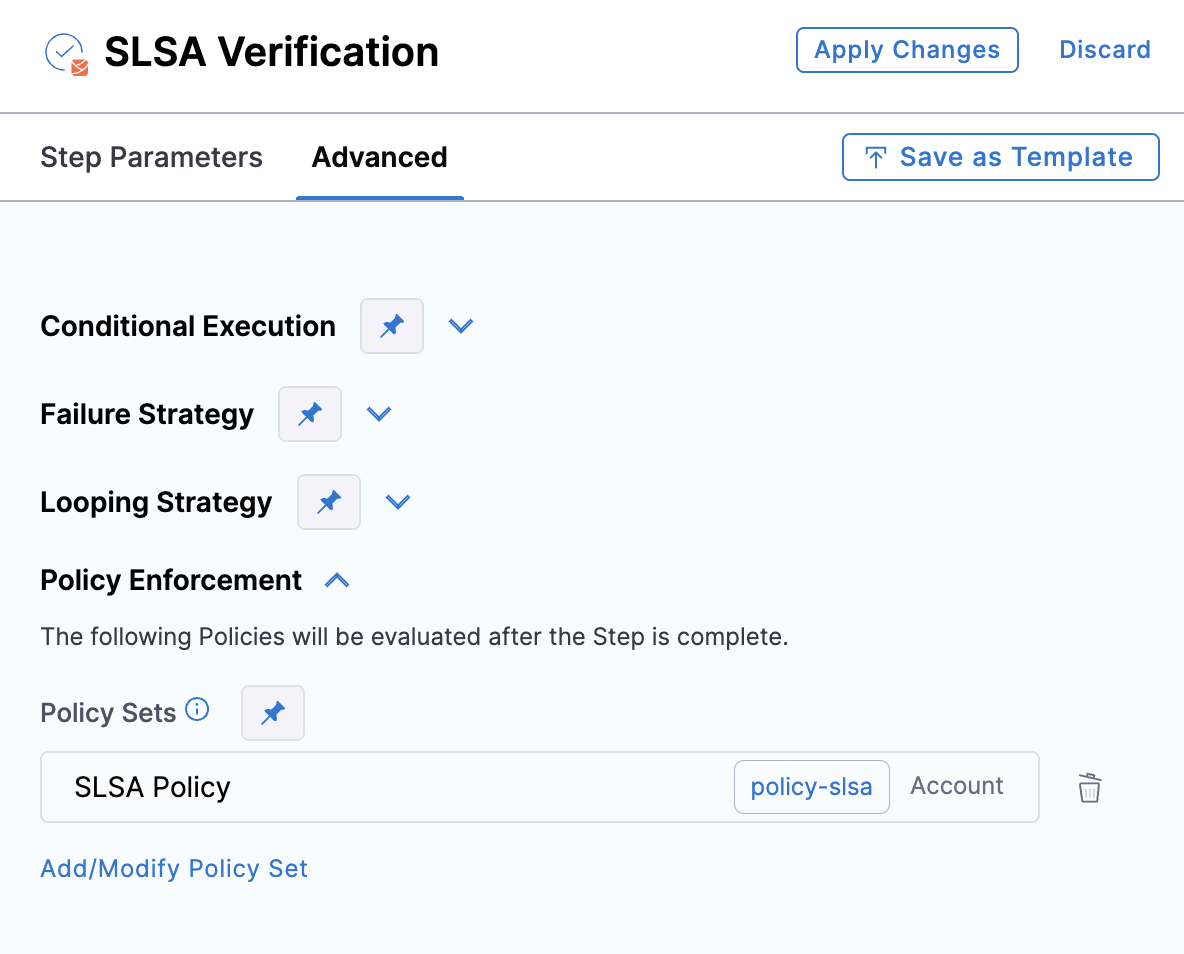 SLSA Verification
Apply Changes
Discard
Step Parameters
Advanced
Save as Template
Conditional Execution
Failure Strategy
Looping Strategy
Policy Enforcement
The following Policies will be evaluated after the Step is complete.
Policy Sets
SLSA Policy
policy-slsa
Account
Add/Modify Policy Set